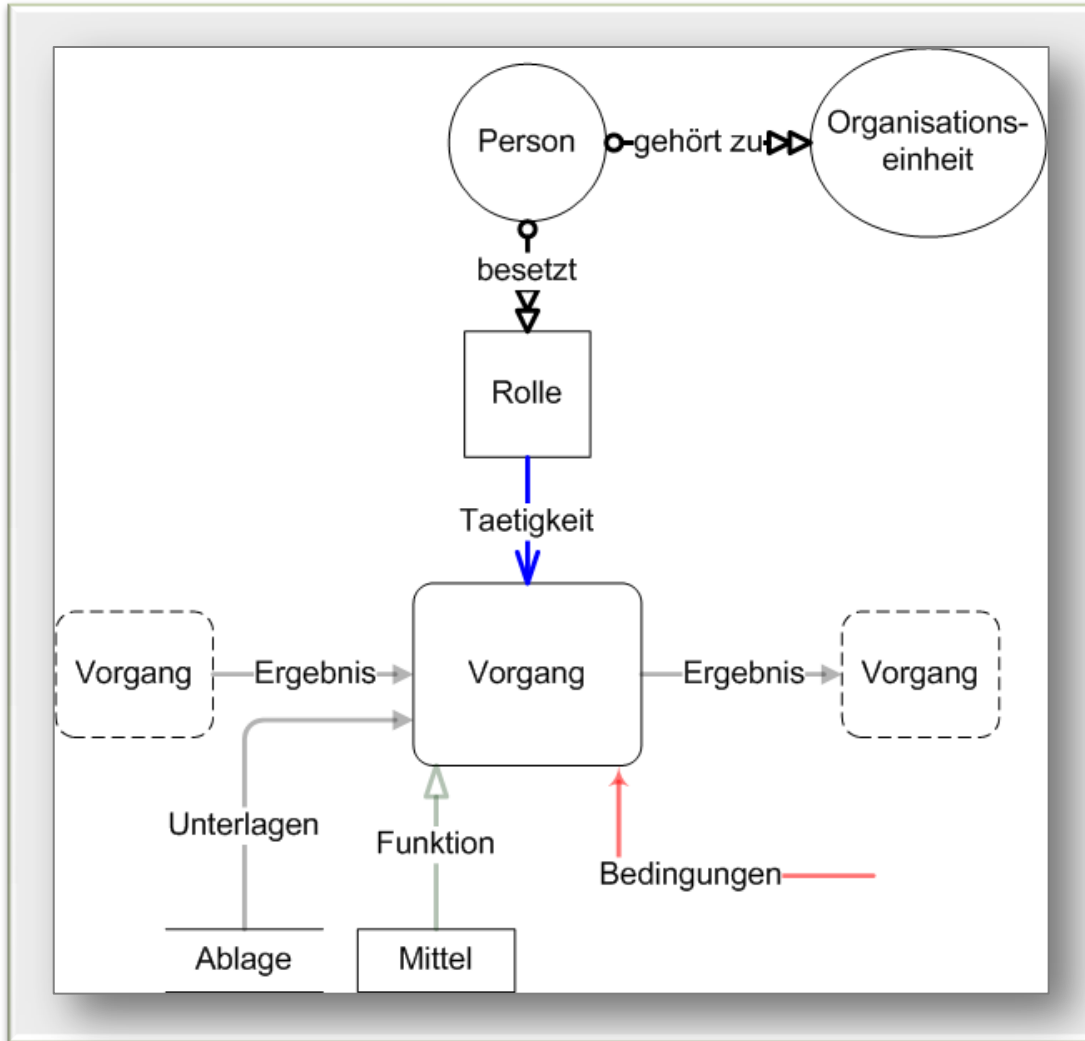 Person
gehört zu
Organisations-
einheit
besetzt
Rolle
Taetigkeit
Vorgang
Ergebnis
Vorgang
Ergebnis
Vorgang
Unterlagen
Funktion
Bedingungen
Ablage
Mittel